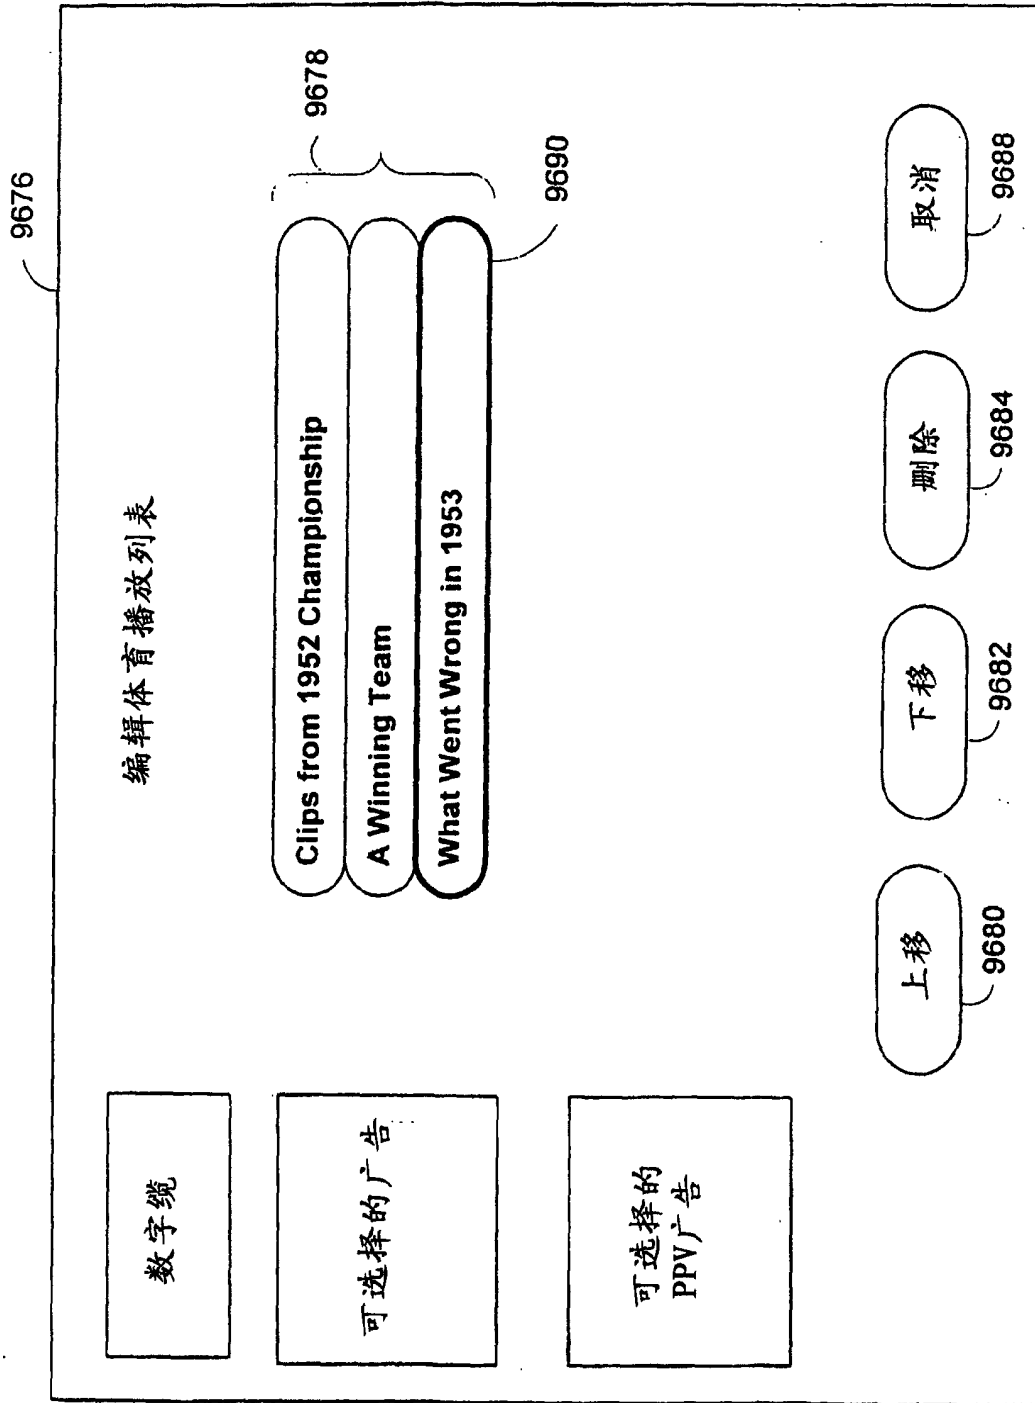 9676
编辑体育播放列表
数字缆
可选择的广告
可选择的
PPV广告
Clips from 1952 Championship
A Winning Team
What Went Wrong in 1953
9678
9690
上移
下移
删除
取消
9680
9682
9684
9688